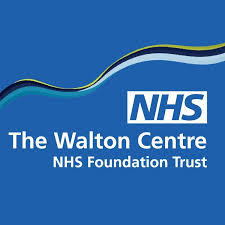 NHS
The Walton Centre
NHS Foundation Trust